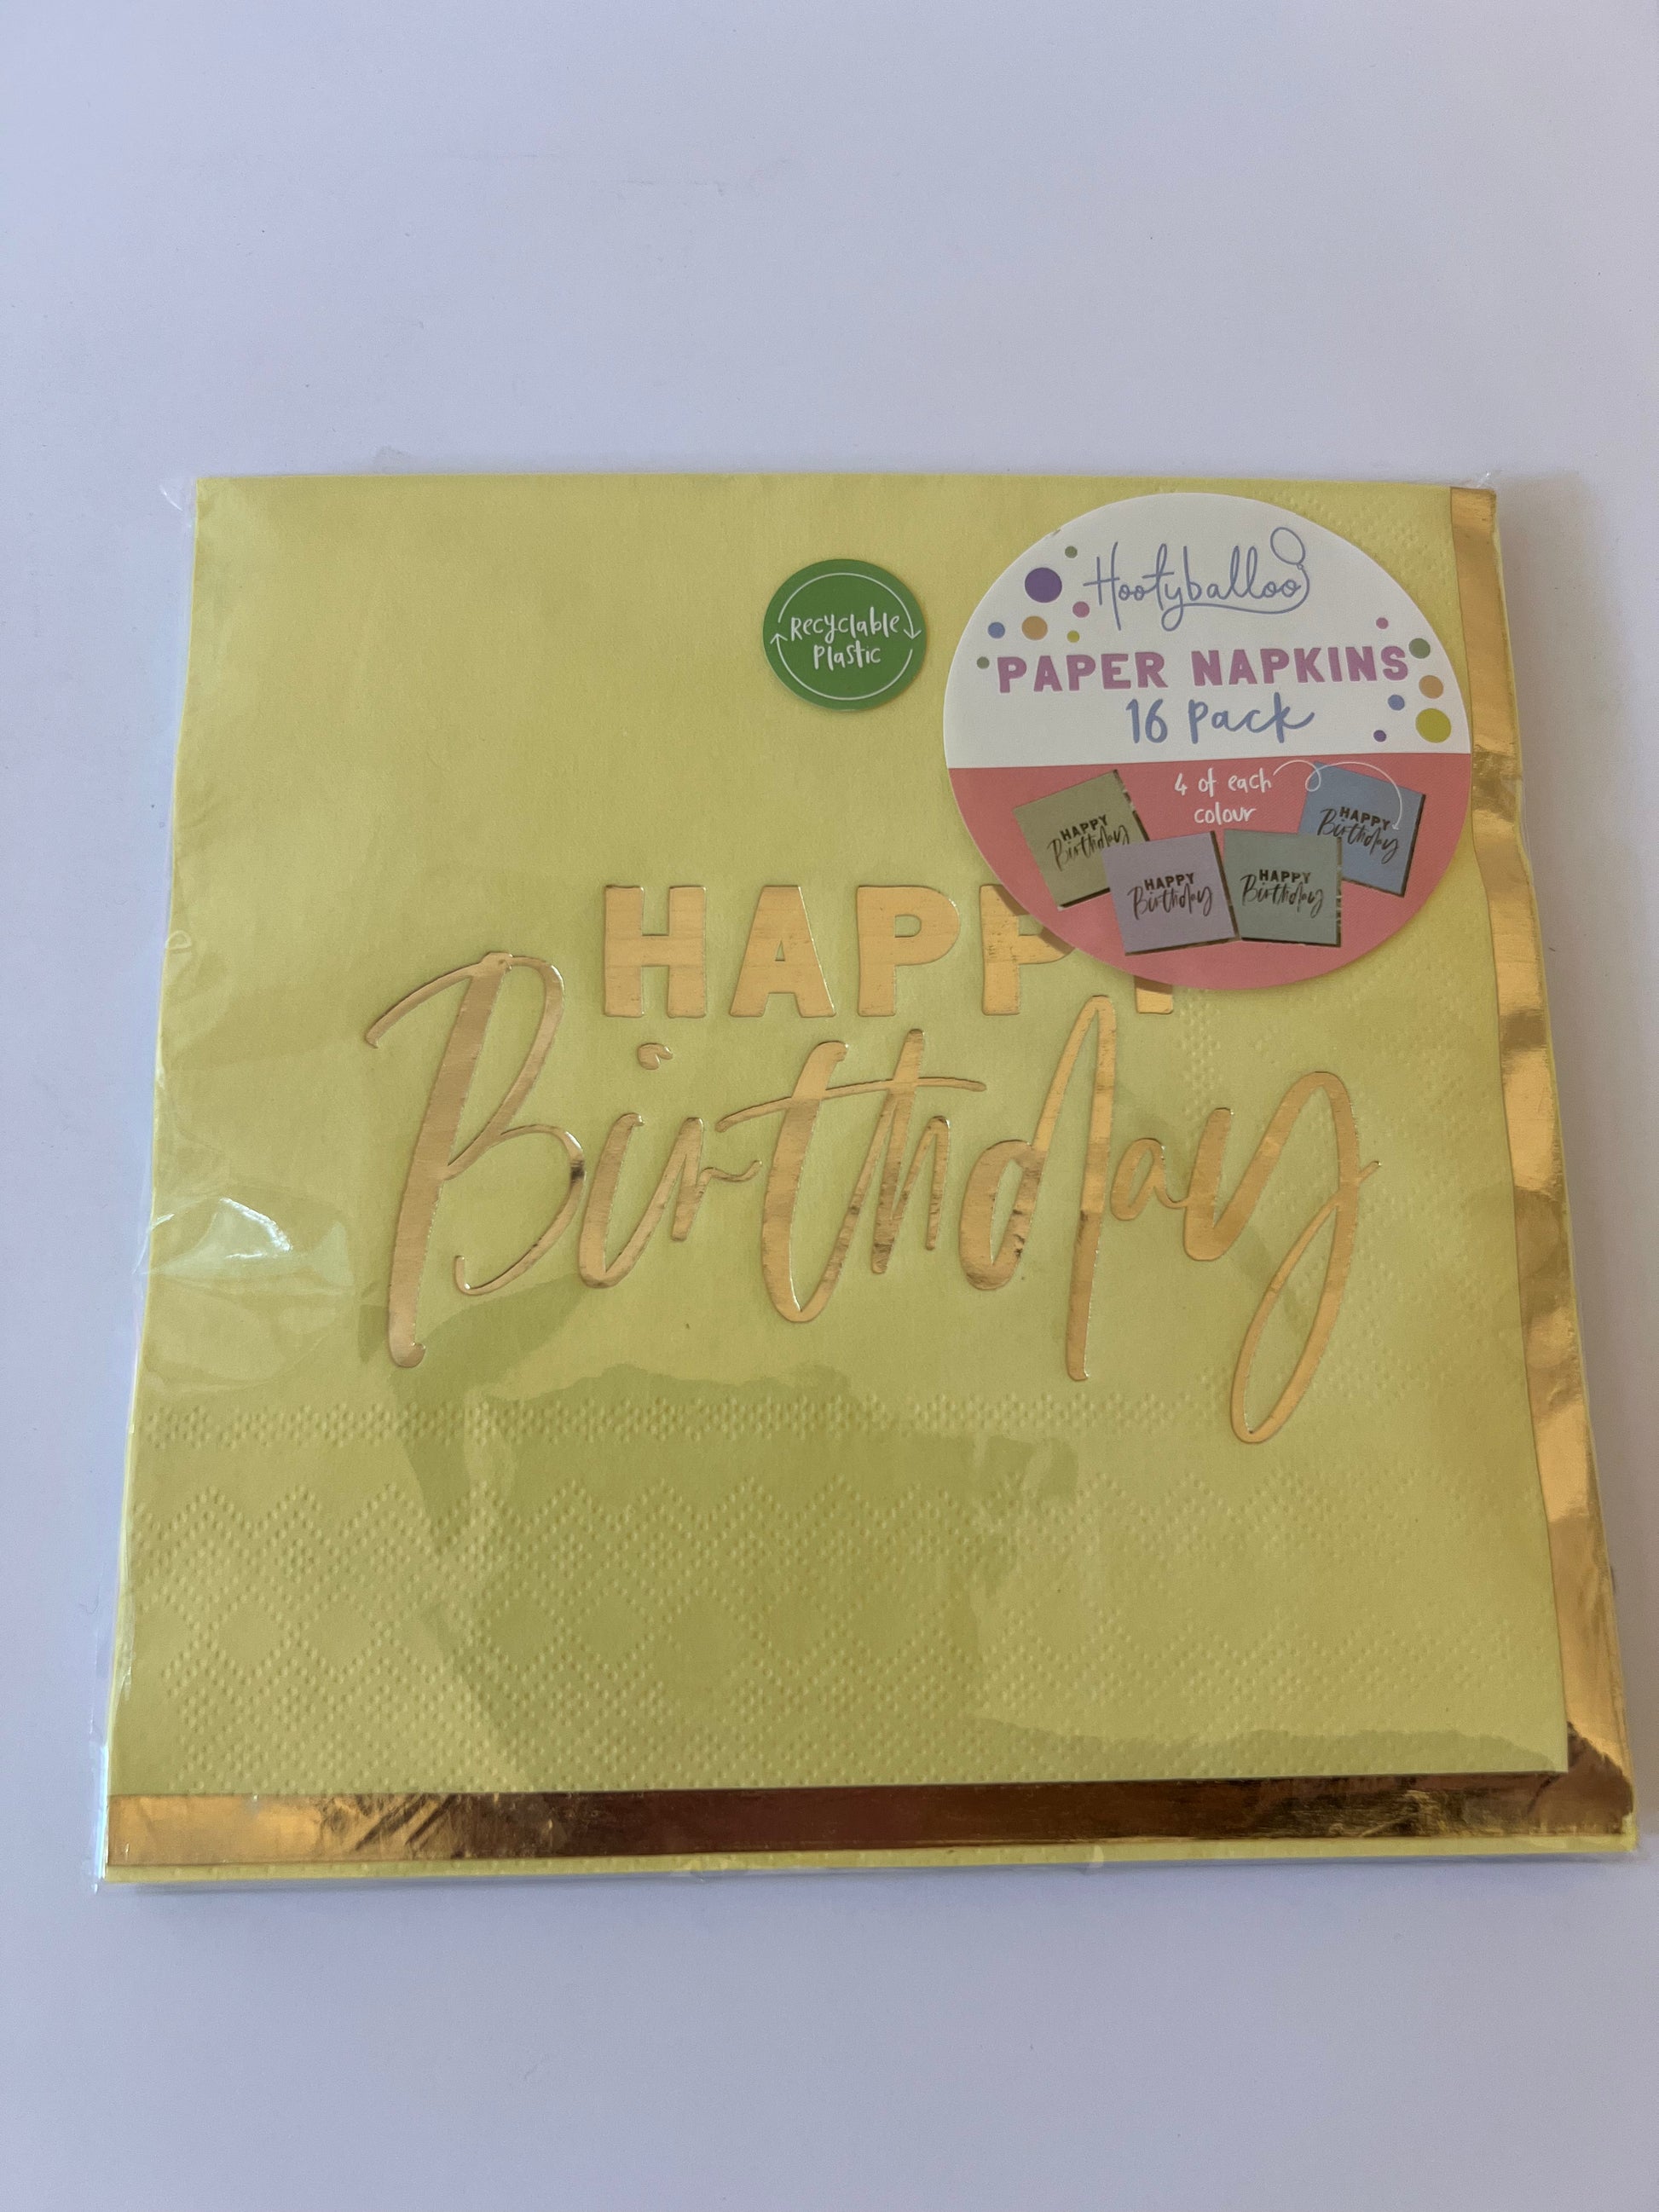 Recyclable
Plastic
Hootyballoo
PAPER NAPKINS
16 Pack
4 of each
colour
HAPPY
Birthday
HAPPY
Birthday
HAPPY
Birthday
HAPPY
Birthday
HAPPY
Birthday